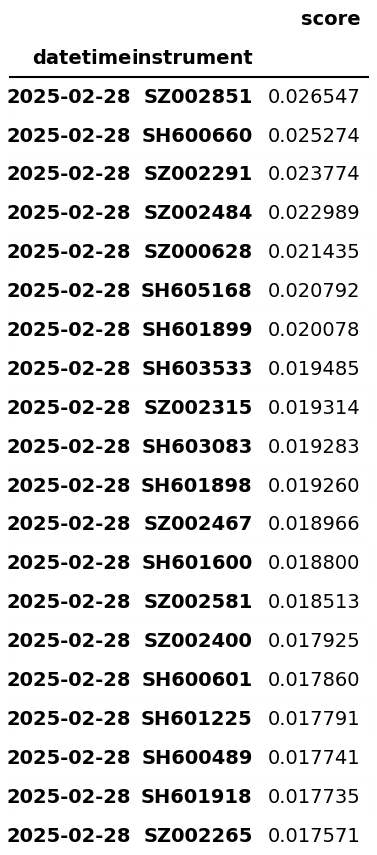 score
datetime instrument
2025-02-28 SZ002851 0.026547
2025-02-28 SH600660 0.025274
2025-02-28 SZ002291 0.023774
2025-02-28 SZ002484 0.022989
2025-02-28 SZ000628 0.021435
2025-02-28 SH605168 0.020792
2025-02-28 SH601899 0.020078
2025-02-28 SH603533 0.019485
2025-02-28 SZ002315 0.019314
2025-02-28 SH603083 0.019283
2025-02-28 SH601898 0.019260
2025-02-28 SZ002467 0.018966
2025-02-28 SH601600 0.018800
2025-02-28 SZ002581 0.018513
2025-02-28 SZ002400 0.017925
2025-02-28 SH600601 0.017860
2025-02-28 SH601225 0.017791
2025-02-28 SH600489 0.017741
2025-02-28 SH601918 0.017735
2025-02-28 SZ002265 0.017571